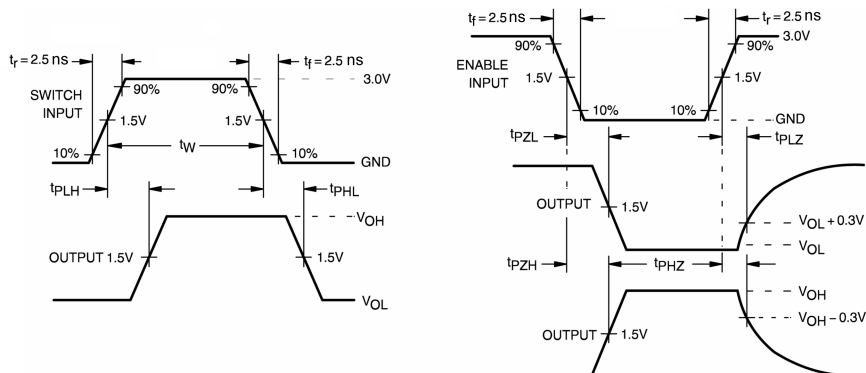 tr = 2.5 ns
tf = 2.5 ns
90%
90%
3.0V
SWITCH
INPUT
1.5V
1.5V
tW
10%
10%
GND
tPLH
tPHL
VOH
OUTPUT 1.5V
1.5V
VOL
tf = 2.5 ns
tr = 2.5 ns
3.0V
90%
90%
ENABLE
INPUT
1.5V
1.5V
10%
10%
GND
tPZL
tPLZ
OUTPUT
1.5V
VOL + 0.3V
VOL
tPZH
tPHZ
VOH
VOH – 0.3V
OUTPUT
1.5V